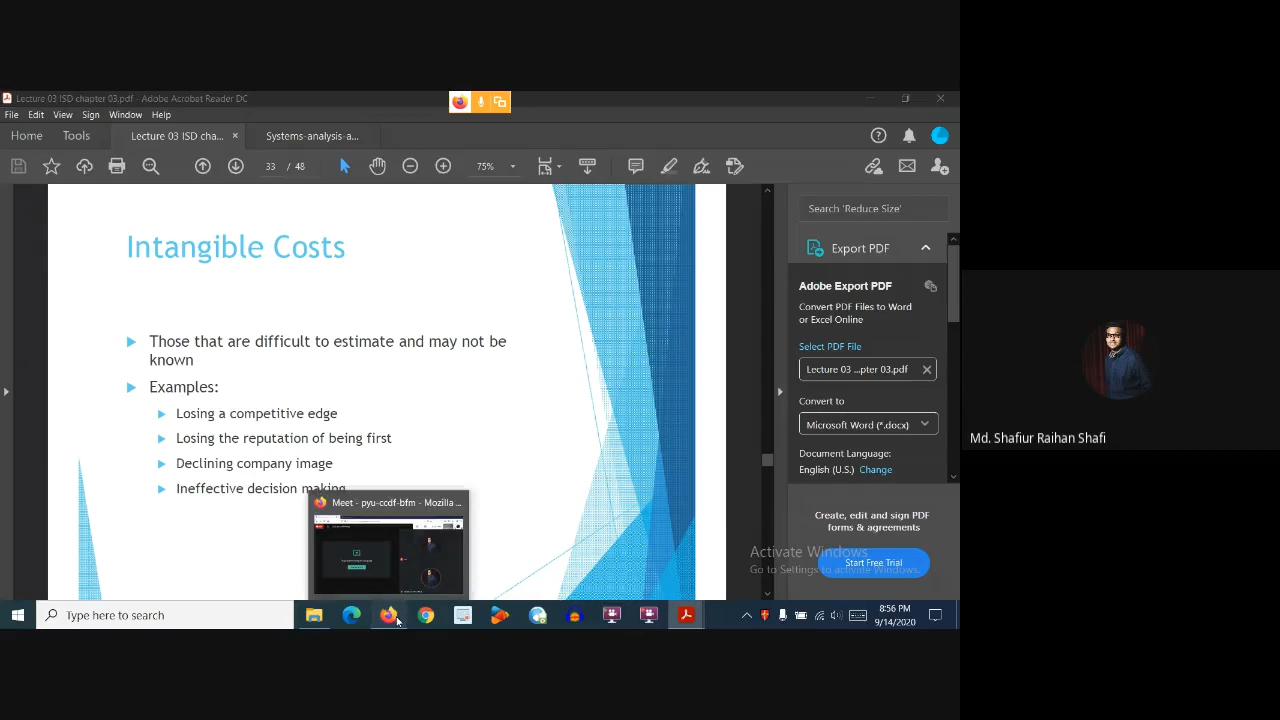 Lecture 03 ISD chapter 03.pdf - Adobe Acrobat Reader DC
File Edit View Sign Window Help
Home Tools Lecture 03 ISD cha... Systems-analysis-a...
33 / 48 75%
Intangible Costs
Those that are difficult to estimate and may not be
known
Examples:
Losing a competitive edge
Losing the reputation of being first
Declining company image
Ineffective decision making
Meet - pyu-ccdf-bfm - Mozilla ...
Search 'Reduce Size'
Export PDF
Adobe Export PDF
Convert PDF Files to Word
or Excel Online
Select PDF File
Lecture 03 ...pter 03.pdf
Convert to
Microsoft Word (*.docx)
Document Language:
English (U.S.) Change
Create, edit and sign PDF
forms & agreements
Activate Windows
Go to Settings to activate Windows.
Start Free Trial
Md. Shafiur Raihan Shafi
Type here to search
8:56 PM
9/14/2020